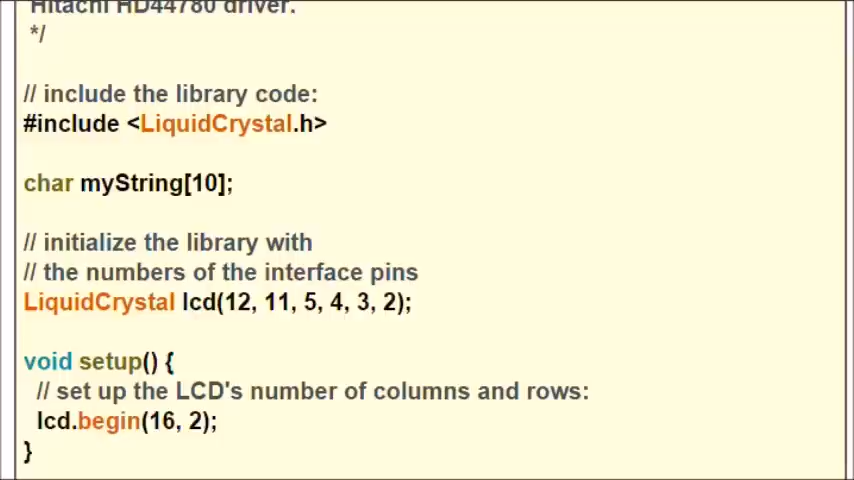 Hitachi HD44780 driver.
*/
// include the library code:
#include <LiquidCrystal.h>
char myString[10];
// initialize the library with
// the numbers of the interface pins
LiquidCrystal lcd(12, 11, 5, 4, 3, 2);
void setup() {
// set up the LCD's number of columns and rows:
lcd.begin(16, 2);
}